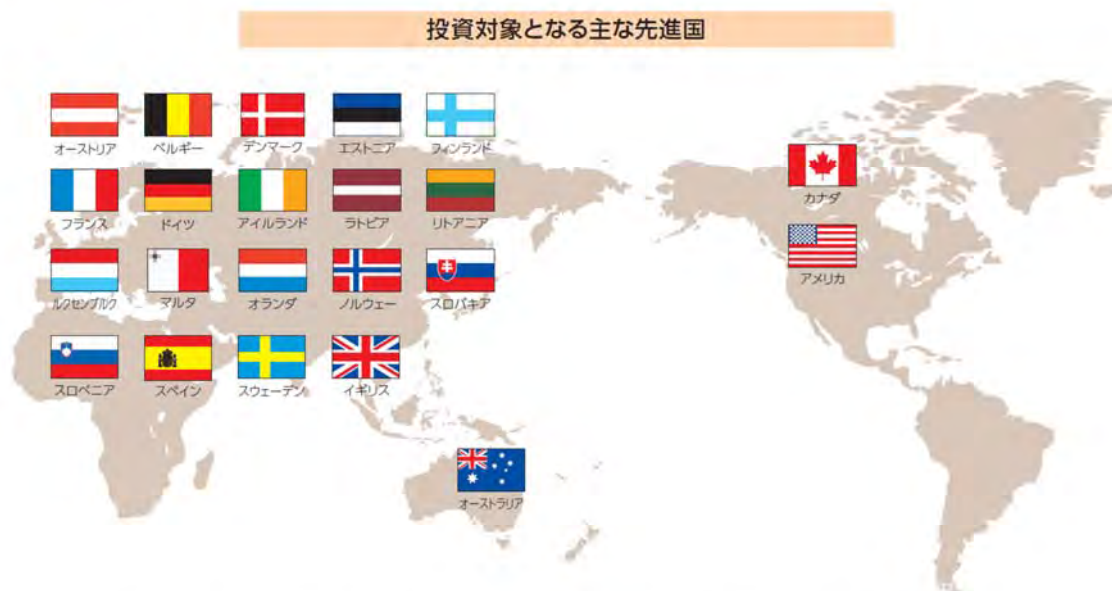 投資対象となる主な先進国
オーストリア
ベルギー
デンマーク
エストニア
フィンランド
フランス
ドイツ
アイルランド
ラトビア
リトアニア
ルクセンブルク
マルタ
オランダ
ノルウェー
スロバキア
スロベニア
スペイン
スウェーデン
イギリス
カナダ
アメリカ
オーストラリア